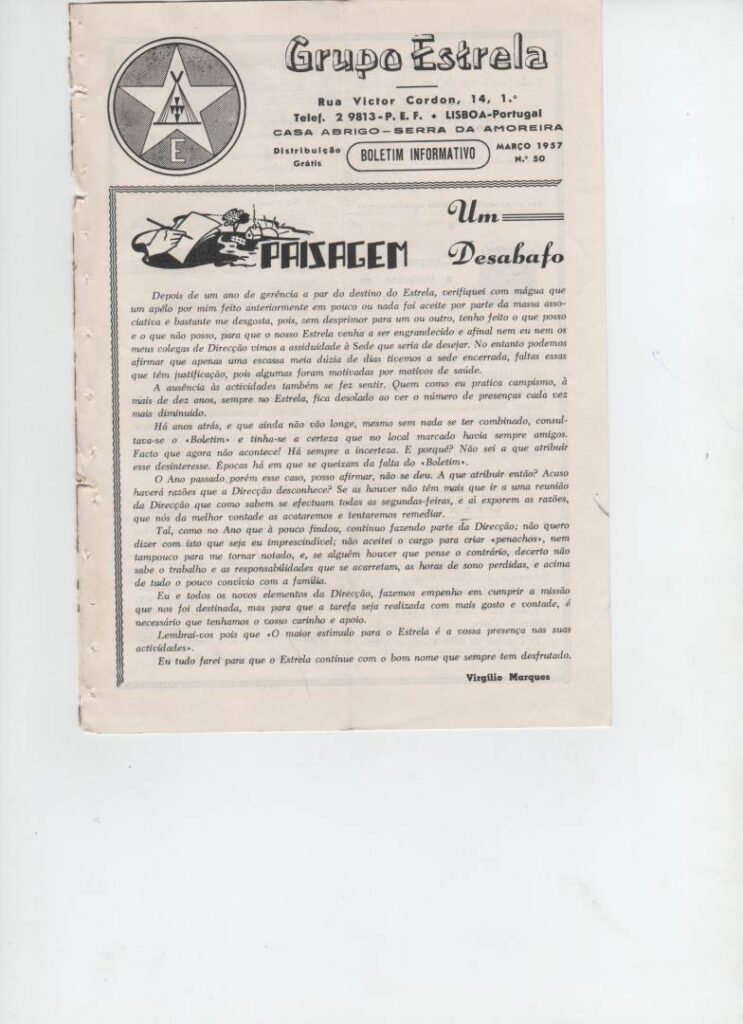 Grupo Estrela
Rua Victor Cordon, 14, 1.º
Telef. 2 9813-P. E. F. • LISBOA-Portugal
CASA ABRIGO—SERRA DA AMOREIRA
Distribuição Grátis
BOLETIM INFORMATIVO
MARÇO 1957
N.º 50
E
PAISAGEM
Um
Desabafo
Depois de um ano de gerência a par do destino do Estrela, verifiquei com mágua que
um apêlo por mim feito anteriormente em pouco ou nada foi aceite por parte da massa asso-
ciativa e bastante me desgosta, pois, sem desprimor para um ou outro, tenho feito o que posso
e o que não posso, para que o nosso Estrela venha a ser engrandecido e afinal nem eu nem os
meus colegas de Direcção vimos a assiduidade à Sede que seria de desejar. No entanto podemos
afirmar que apenas uma escassa meia dúzia de dias tivemos a sede encerrada, faltas essas
que têm justificação, pois algumas foram motivadas por motivos de saúde.
A ausência às actividades também se fez sentir. Quem como eu pratica campismo, à
mais de dez anos, sempre no Estrela, fica desolado ao ver o número de presenças cada vez
mais diminuido.
Há anos atrás, e que ainda não vão longe, mesmo sem nada se ter combinado, consul-
tava-se o «Boletim» e tinha-se a certeza que no local marcado havia sempre amigos.
Facto que agora não acontece! Há sempre a incerteza. E porquê? Não sei a que atribuir
esse desinteresse. Épocas há em que se queixam da falta do «Boletim».
O Ano passado porém esse caso, posso afirmar, não se deu. A que atribuir então? Acaso
haverá razões que a Direcção desconhece? Se as houver não têm mais que ir a uma reunião
da Direcção que como sabem se efectuam todas as segundas-feiras, e aí exporem as razões,
que nós da melhor vontade as acataremos e tentaremos remediar.
Tal, como no Ano que à pouco findou, continuo fazendo parte da Direcção; não quero
dizer com isto que seja eu imprescindível; não aceitei o cargo para criar «penachos», nem
tampouco para me tornar notado, e, se alguém houver que pense o contrário, decerto não
sabe o trabalho e as responsabilidades que se acarretam, as horas de sono perdidas, e acima
de tudo o pouco convívio com a família.
Eu e todos os novos elementos da Direcção, fazemos empenho em cumprir a missão
que nos foi destinada, mas para que a tarefa seja realizada com mais gosto e vontade, é
necessário que tenhamos o vosso carinho e apoio.
Lembrai-vos pois que «O maior estímulo para o Estrela é a vossa presença nas suas
actividades».
Eu tudo farei para que o Estrela continue com o bom nome que sempre tem desfrutado.
Virgílio Marques